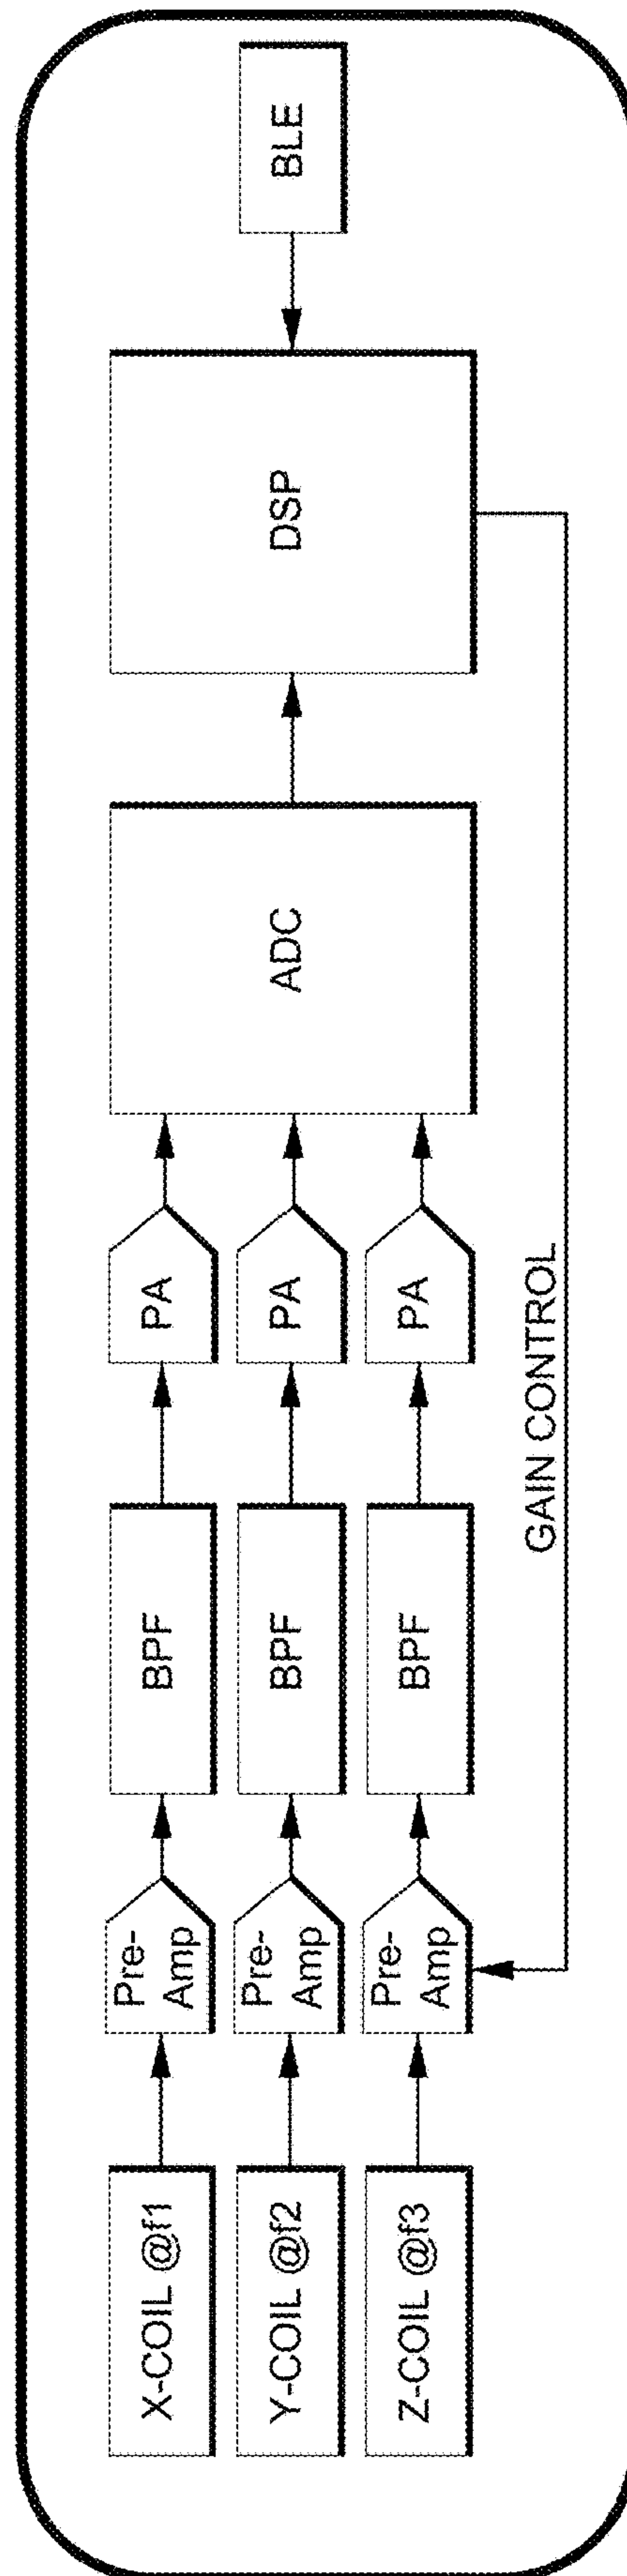 X-COIL @f1
Pre-
Amp
BPF
PA
Y-COIL @f2
Pre-
Amp
BPF
PA
Z-COIL @f3
Pre-
Amp
BPF
PA
ADC
DSP
BLE
GAIN CONTROL